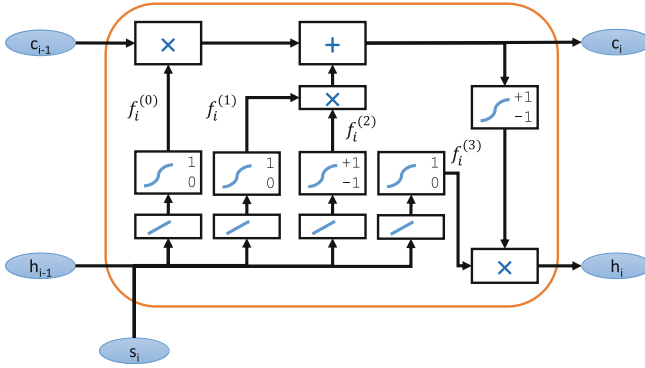 c_{i-1} × + c_i
f_i^{(0)} f_i^{(1)} × f_i^{(2)} +1 -1
1 0 1 0 +1 -1 1 0 f_i^{(3)}
h_{i-1} × h_i
s_i